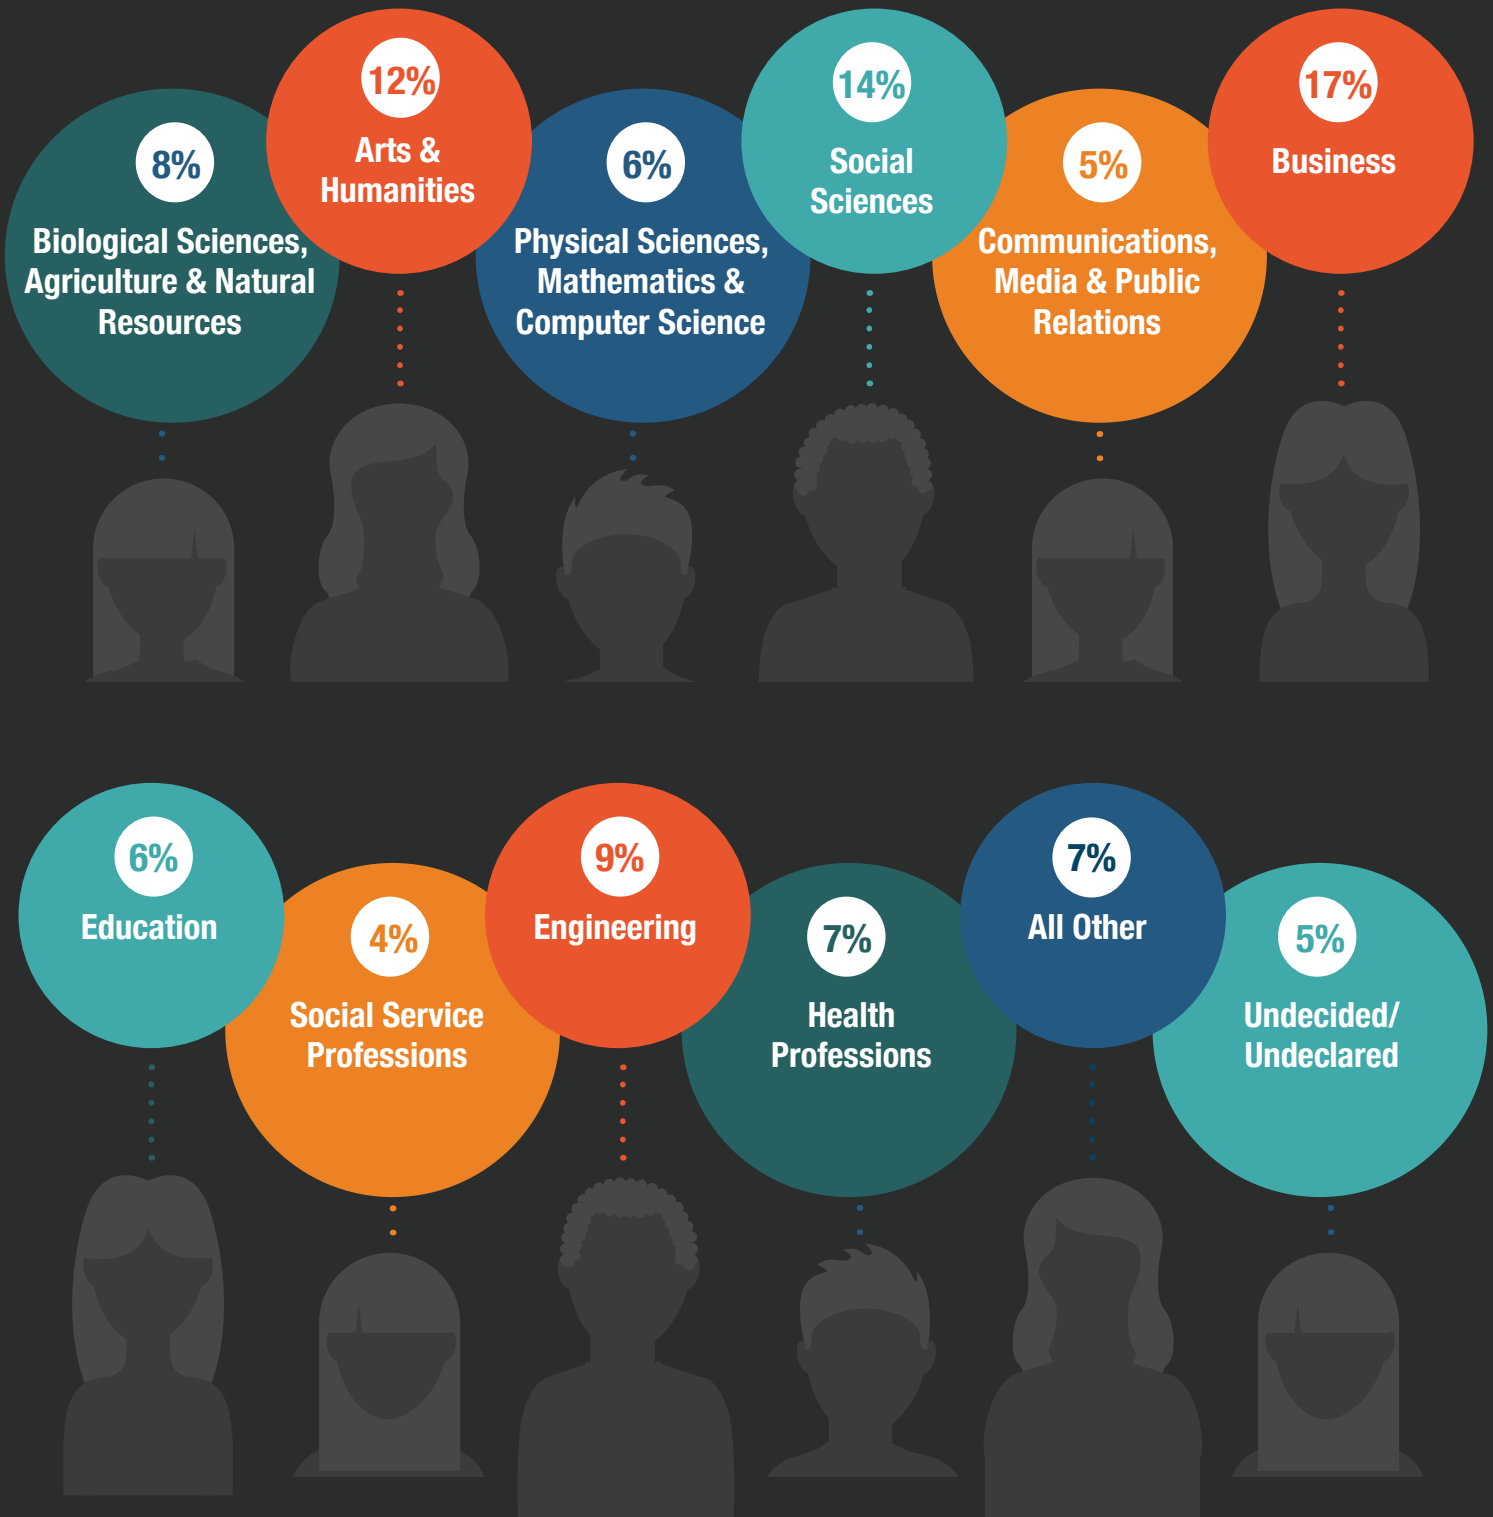 8%
Biological Sciences,
Agriculture & Natural
Resources
12%
Arts &
Humanities
6%
Physical Sciences,
Mathematics &
Computer Science
14%
Social
Sciences
5%
Communications,
Media & Public
Relations
17%
Business
6%
Education
4%
Social Service
Professions
9%
Engineering
7%
Health
Professions
7%
All Other
5%
Undecided/
Undeclared